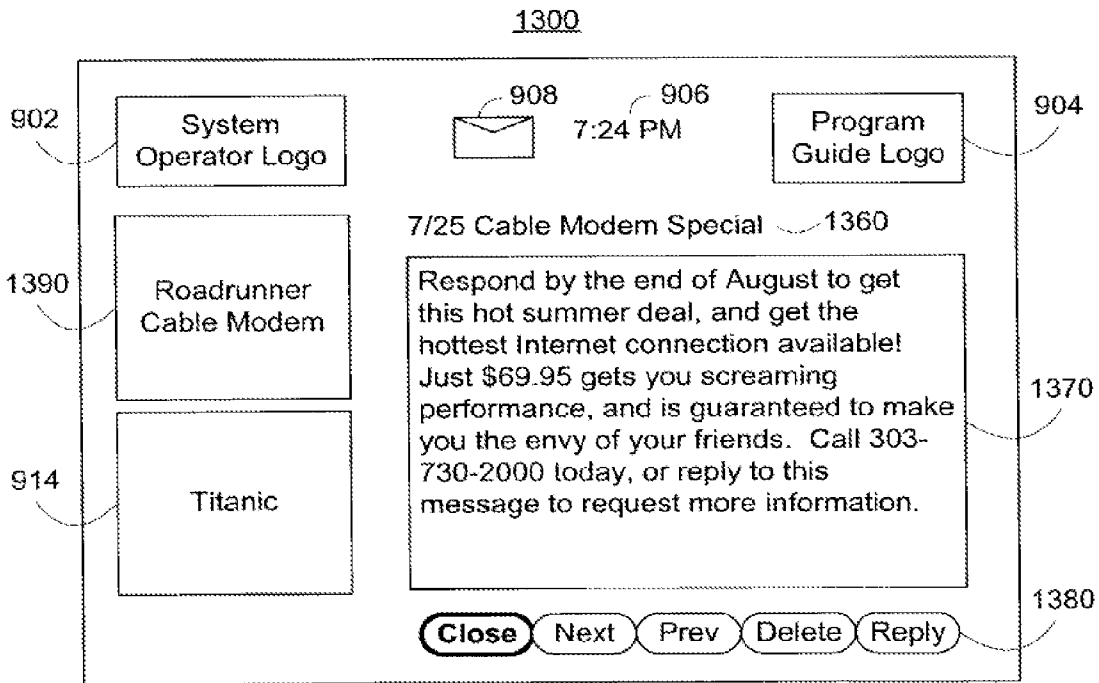 1300
902
System
Operator Logo
908
906
7:24 PM
Program
Guide Logo
904
7/25 Cable Modem Special
1360
1390
Roadrunner
Cable Modem
Respond by the end of August to get
this hot summer deal, and get the
hottest Internet connection available!
Just $69.95 gets you screaming
performance, and is guaranteed to make
you the envy of your friends. Call 303-
730-2000 today, or reply to this
message to request more information.
1370
914
Titanic
Close Next Prev Delete Reply
1380